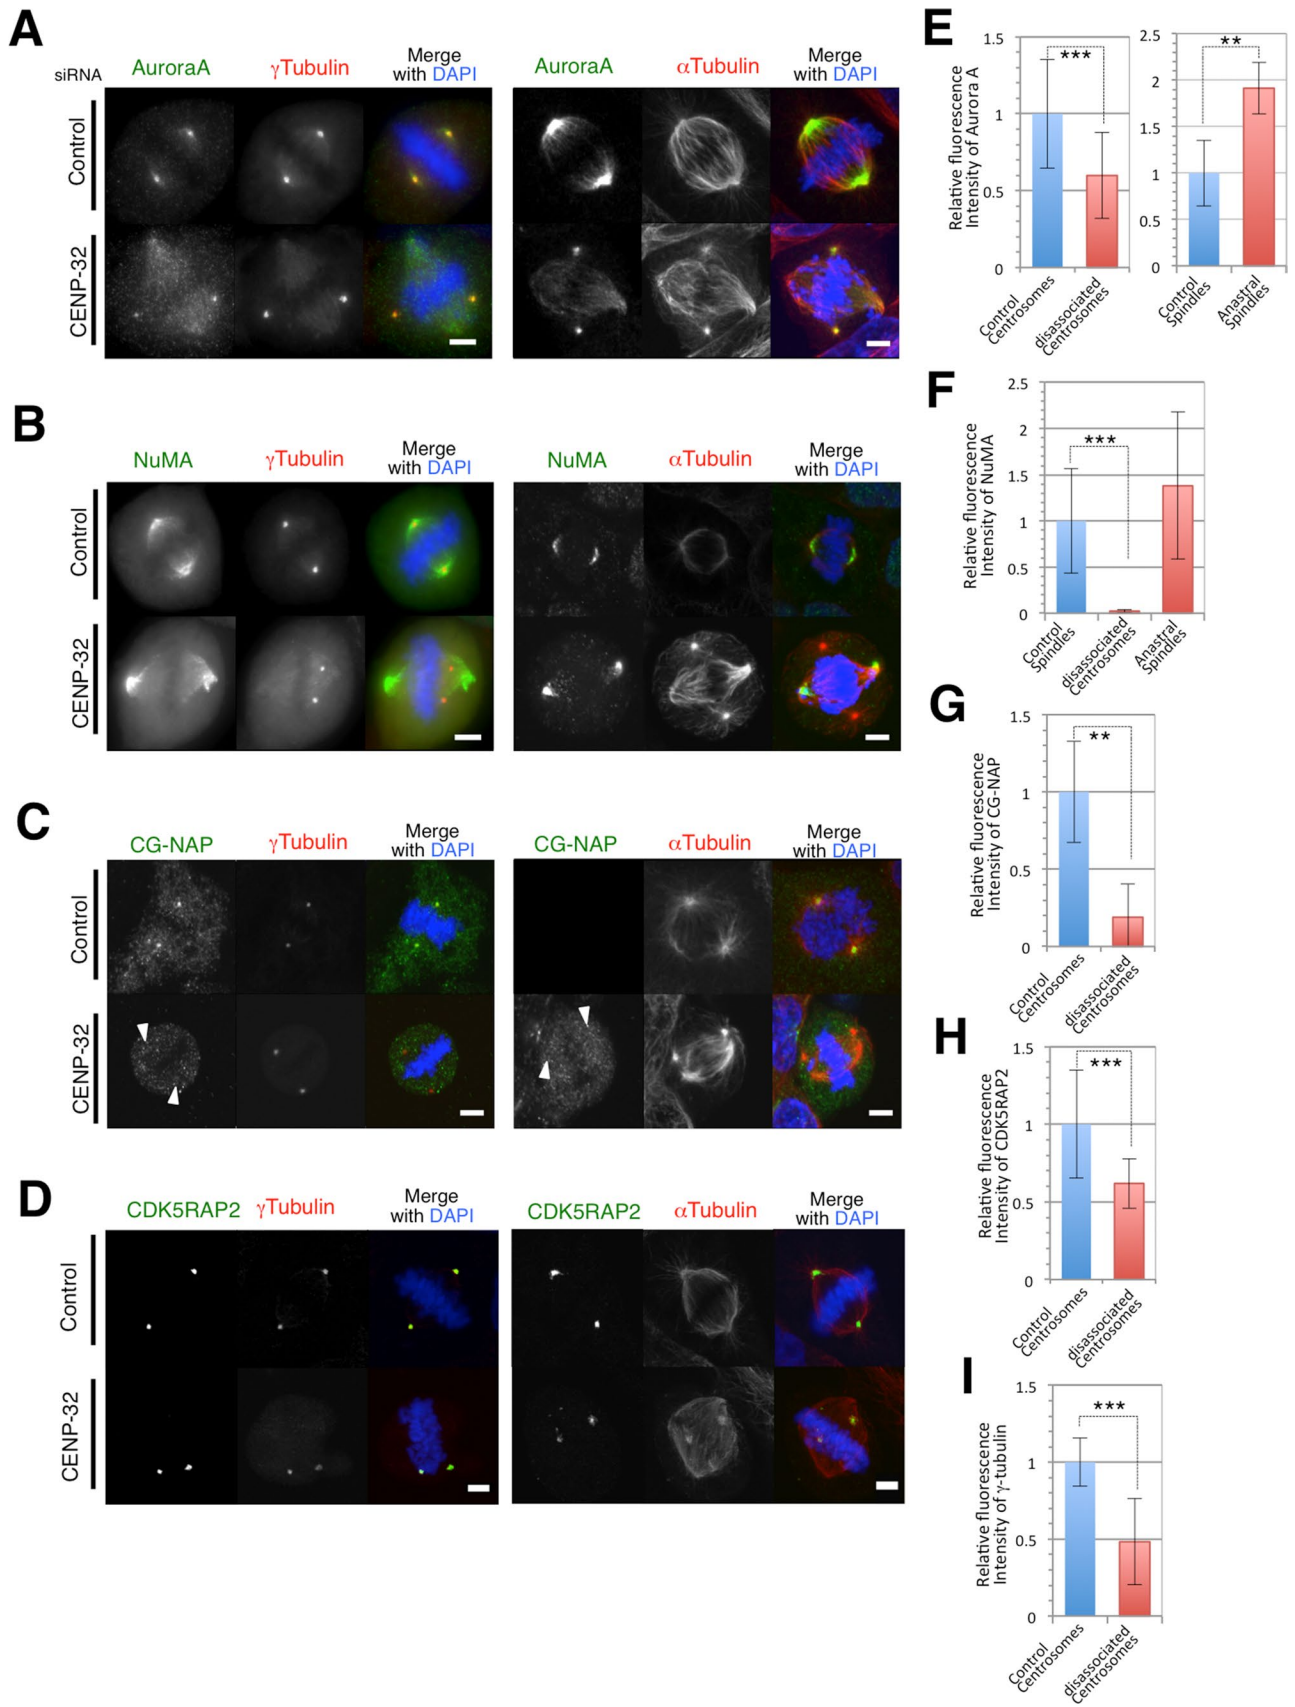 A
siRNA
AuroraA
γTubulin
Merge
with DAPI
AuroraA
αTubulin
Merge
with DAPI
Control
CENP-32
B
NuMA
γTubulin
Merge
with DAPI
NuMA
αTubulin
Merge
with DAPI
Control
CENP-32
C
CG-NAP
γTubulin
Merge
with DAPI
CG-NAP
αTubulin
Merge
with DAPI
Control
CENP-32
D
CDK5RAP2
γTubulin
Merge
with DAPI
CDK5RAP2
αTubulin
Merge
with DAPI
Control
CENP-32
E
Relative fluorescence
Intensity of Aurora A
1.5
1
0.5
0
***
Control
Centrosomes
disassociated
Centrosomes
2.5
2
1.5
1
0.5
0
**
Control
Spindles
Anastral
Spindles
F
Relative fluorescence
Intensity of NuMA
2.5
2
1.5
1
0.5
0
***
Control
Spindles
disassociated
Centrosomes
Anastral
Spindles
G
Relative fluorescence
Intensity of CG-NAP
1.5
1
0.5
0
**
Control
Centrosomes
disassociated
Centrosomes
H
Relative fluorescence
Intensity of CDK5RAP2
1.5
1
0.5
0
***
Control
Centrosomes
disassociated
Centrosomes
I
Relative fluorescence
Intensity of γ-tubulin
1.5
1
0.5
0
***
Control
Centrosomes
disassociated
Centrosomes